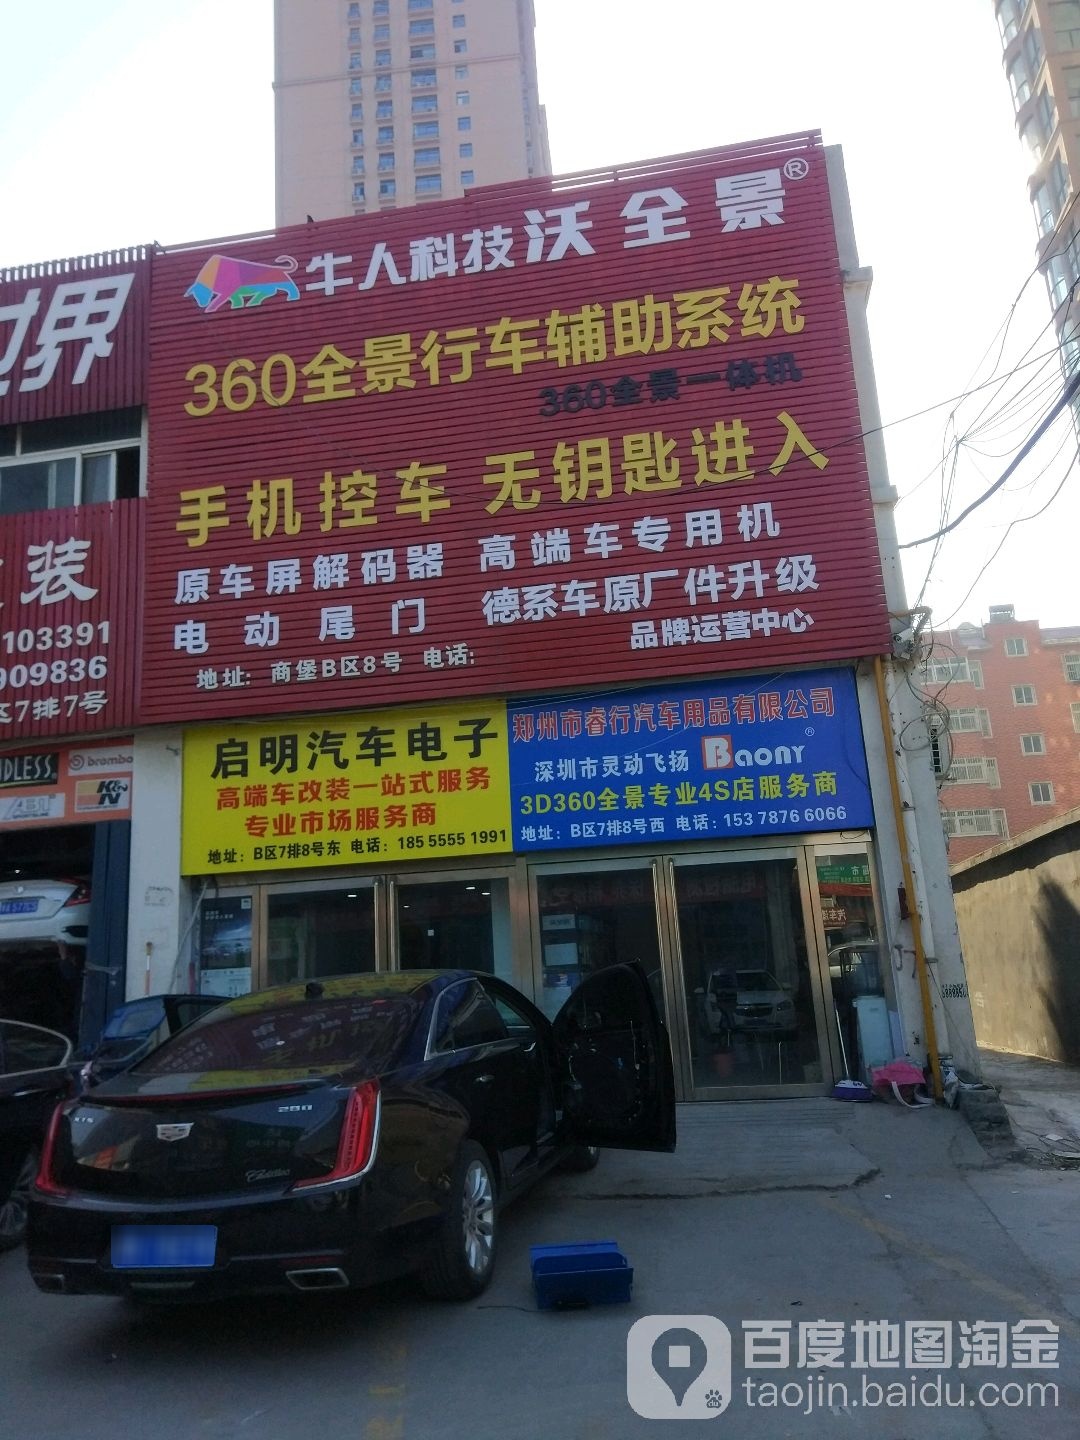 牛人科技沃全景®
360全景行车辅助系统
360全景一体机
手机控车 无钥匙进入
原车屏解码器 高端车专用机
电动尾门 德系车原厂件升级
品牌运营中心
地址: 商堡B区8号 电话:
界
装
103391
909836
区7排7号
NDLESS
brembo
ABT
K&N
启明汽车电子
高端车改装一站式服务
专业市场服务商
地址: B区7排8号东 电话: 185 5555 1991
郑州市睿行汽车用品有限公司
深圳市灵动飞扬 Baony®
3D360全景专业4S店服务商
地址: B区7排8号西 电话: 153 7876 6066
XTS
28D
Cadillac
百度地图淘金
taojin.baidu.com